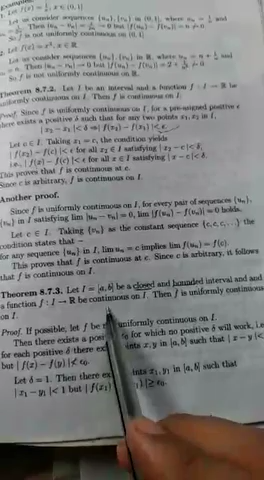 Let us consider sequences {un}, {vn} in (0, 1], where un =
So f is not uniformly continuous on (0, 1]
2. Let f(x) = x², x ∈ ℝ.
Let us consider sequences {un}, {vn} in ℝ, where un = n +
Then |un − vn| → 0 but |f(un) − f(vn)| =
So f is not uniformly continuous on ℝ.
Theorem 8.7.2. Let I be an interval and a function f : I → ℝ be
uniformly continuous on I. Then f is continuous on I.
Proof. Since f is uniformly continuous on I, for a pre-assigned positive ε
there exists a positive δ such that for any two points x1, x2 in I,
|x2 − x1| < δ ⇒ |f(x2) − f(x1)| < ε.
Let c ∈ I. Taking x1 = c, the condition yields
|f(x2) − f(c)| < ε for all x2 ∈ I satisfying |x2 − c| < δ,
|f(x) − f(c)| < ε for all x ∈ I satisfying |x − c| < δ.
This proves that f is continuous at c.
Since c is arbitrary, f is continuous on I.
Another proof.
Since f is uniformly continuous on I, for every pair of sequences {un},
{vn} in I satisfying lim |un − vn| = 0, lim |f(un) − f(vn)| = 0 holds.
Let c ∈ I. Taking {vn} as the constant sequence {c, c, c, ...} the
condition states that –
for any sequence {un} in I, lim un = c implies lim f(un) = f(c).
This proves that f is continuous at c. Since c is arbitrary, it follows
that f is continuous on I.
Theorem 8.7.3. Let I = [a, b] be a closed and bounded interval and
a function f : I → ℝ be continuous on I. Then f is uniformly continuous
on I.
Proof. If possible, let f be uniformly continuous on I.
Then there exists a ε0 for which no positive δ will work, i.e
for each positive δ there x, y in [a, b] such that |x − y| <
but |f(x) − f(y)| ≮ ε0.
Let δ = 1. Then there x1, y1 in [a, b] such that
|x1 − y1| < 1 but |f(x1) | ≥ ε0.